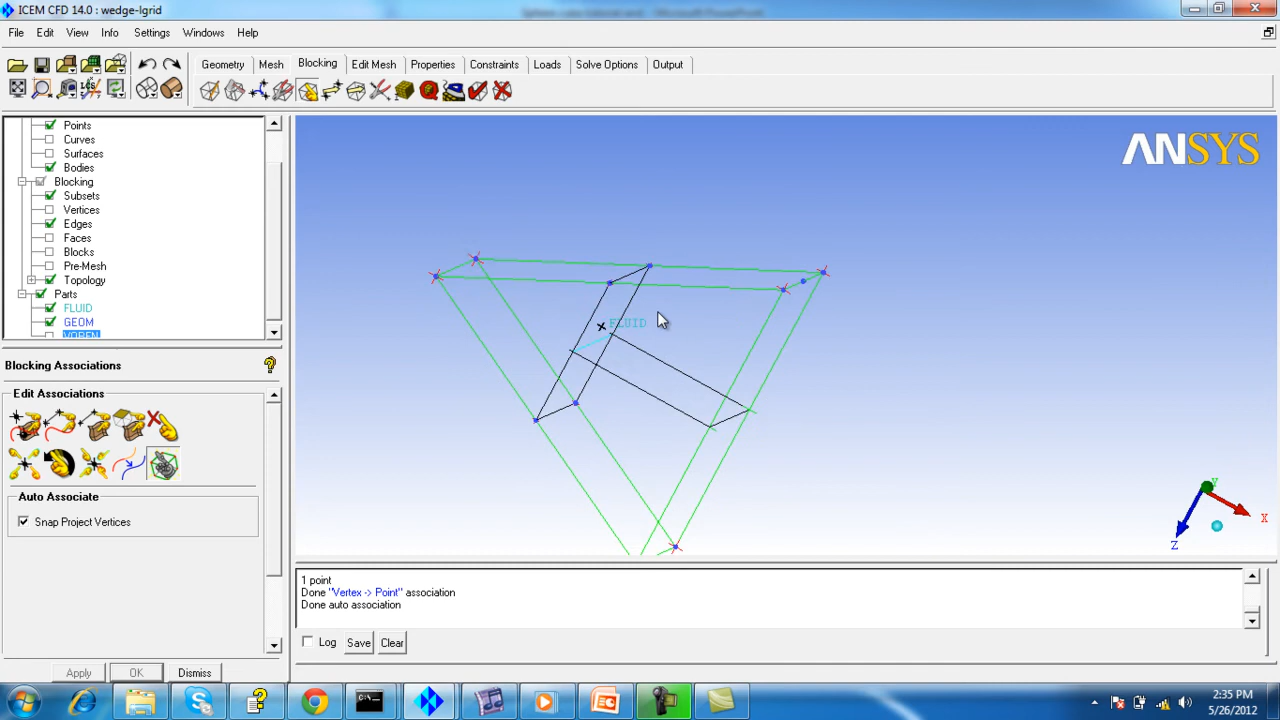 ICEM CFD 14.0 : wedge-lgrid
File Edit View Info Settings Windows Help
Geometry Mesh Blocking Edit Mesh Properties Constraints Loads Solve Options Output
LCS
Points
Curves
Surfaces
Bodies
Blocking
Subsets
Vertices
Edges
Faces
Blocks
Pre-Mesh
Topology
Parts
FLUID
GEOM
Blocking Associations
Edit Associations
Auto Associate
Snap Project Vertices
Apply OK Dismiss
ANSYS
FLUID
Y
X
Z
1 point
Done "Vertex -> Point" association
Done auto association
Log Save Clear
2:35 PM
5/26/2012